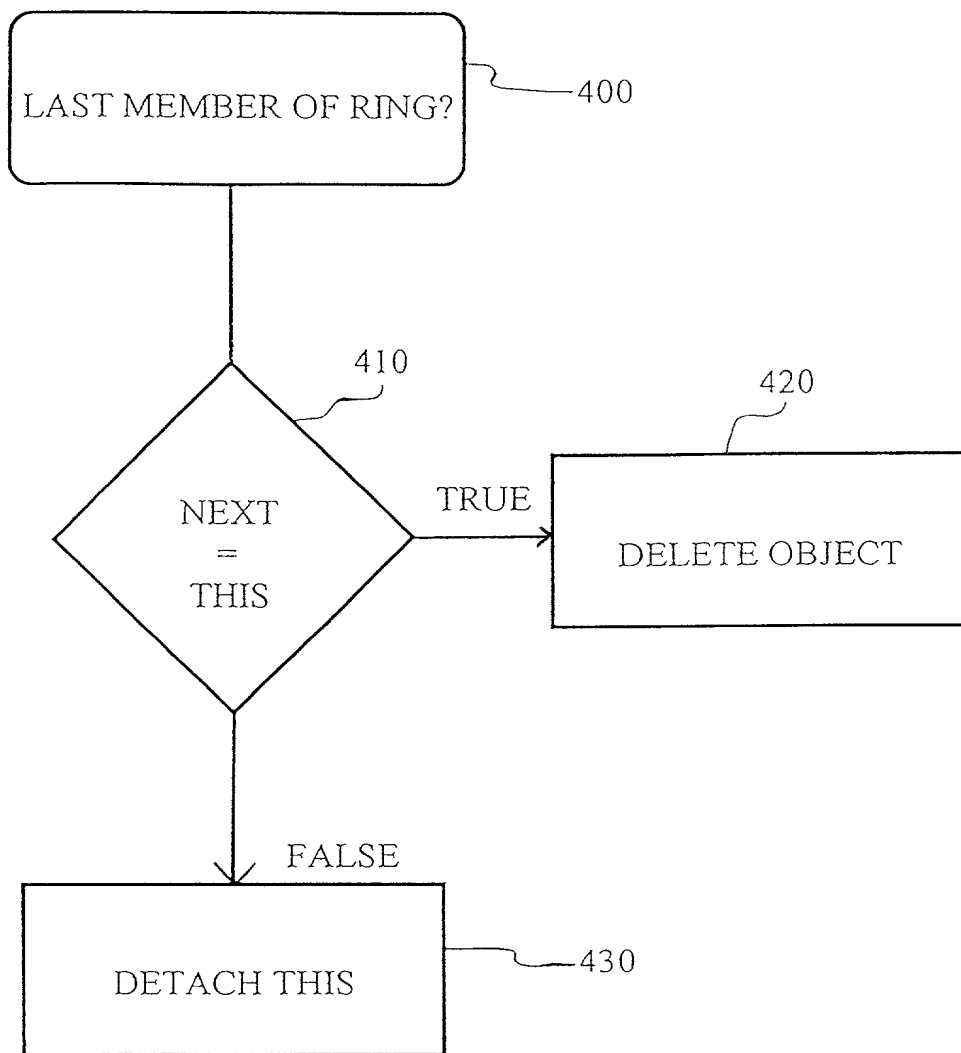 LAST MEMBER OF RING?
400
410
NEXT
=
THIS
TRUE
420
DELETE OBJECT
FALSE
DETACH THIS
430